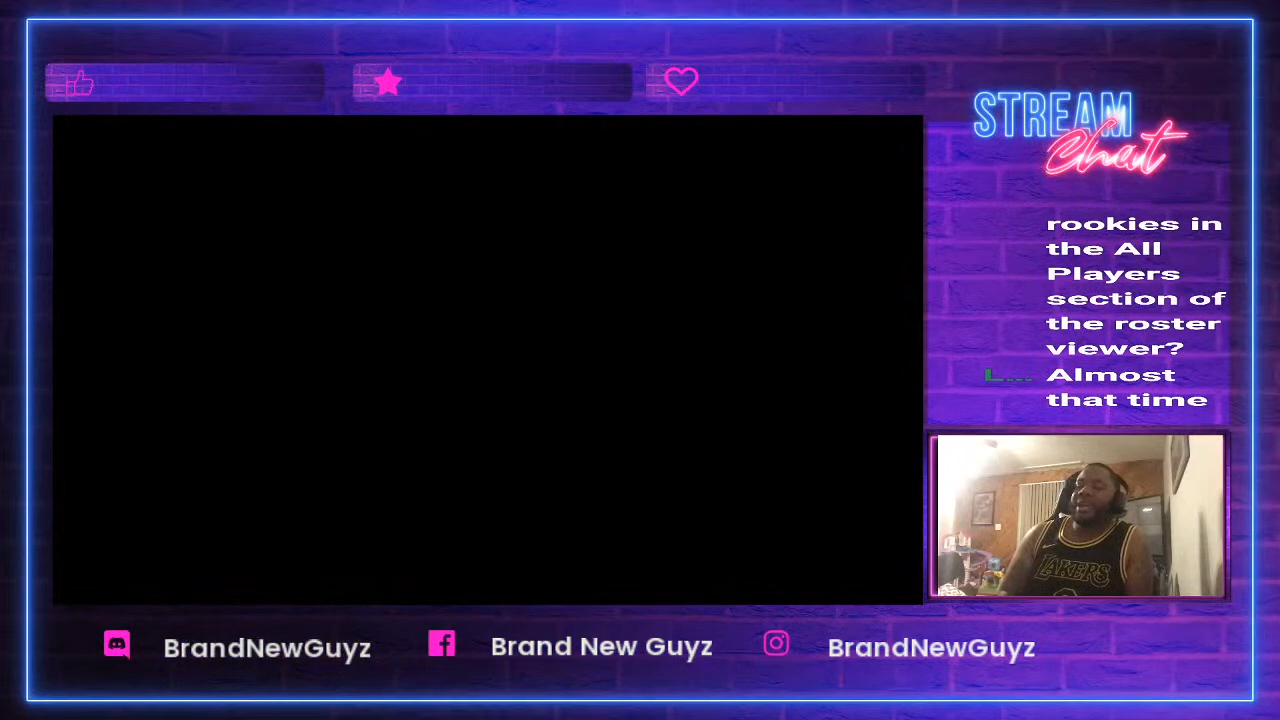 STREAM
Chat
rookies in
the All
Players
section of
the roster
viewer?
L... Almost
that time
LAKERS
BrandNewGuyz
Brand New Guyz
BrandNewGuyz